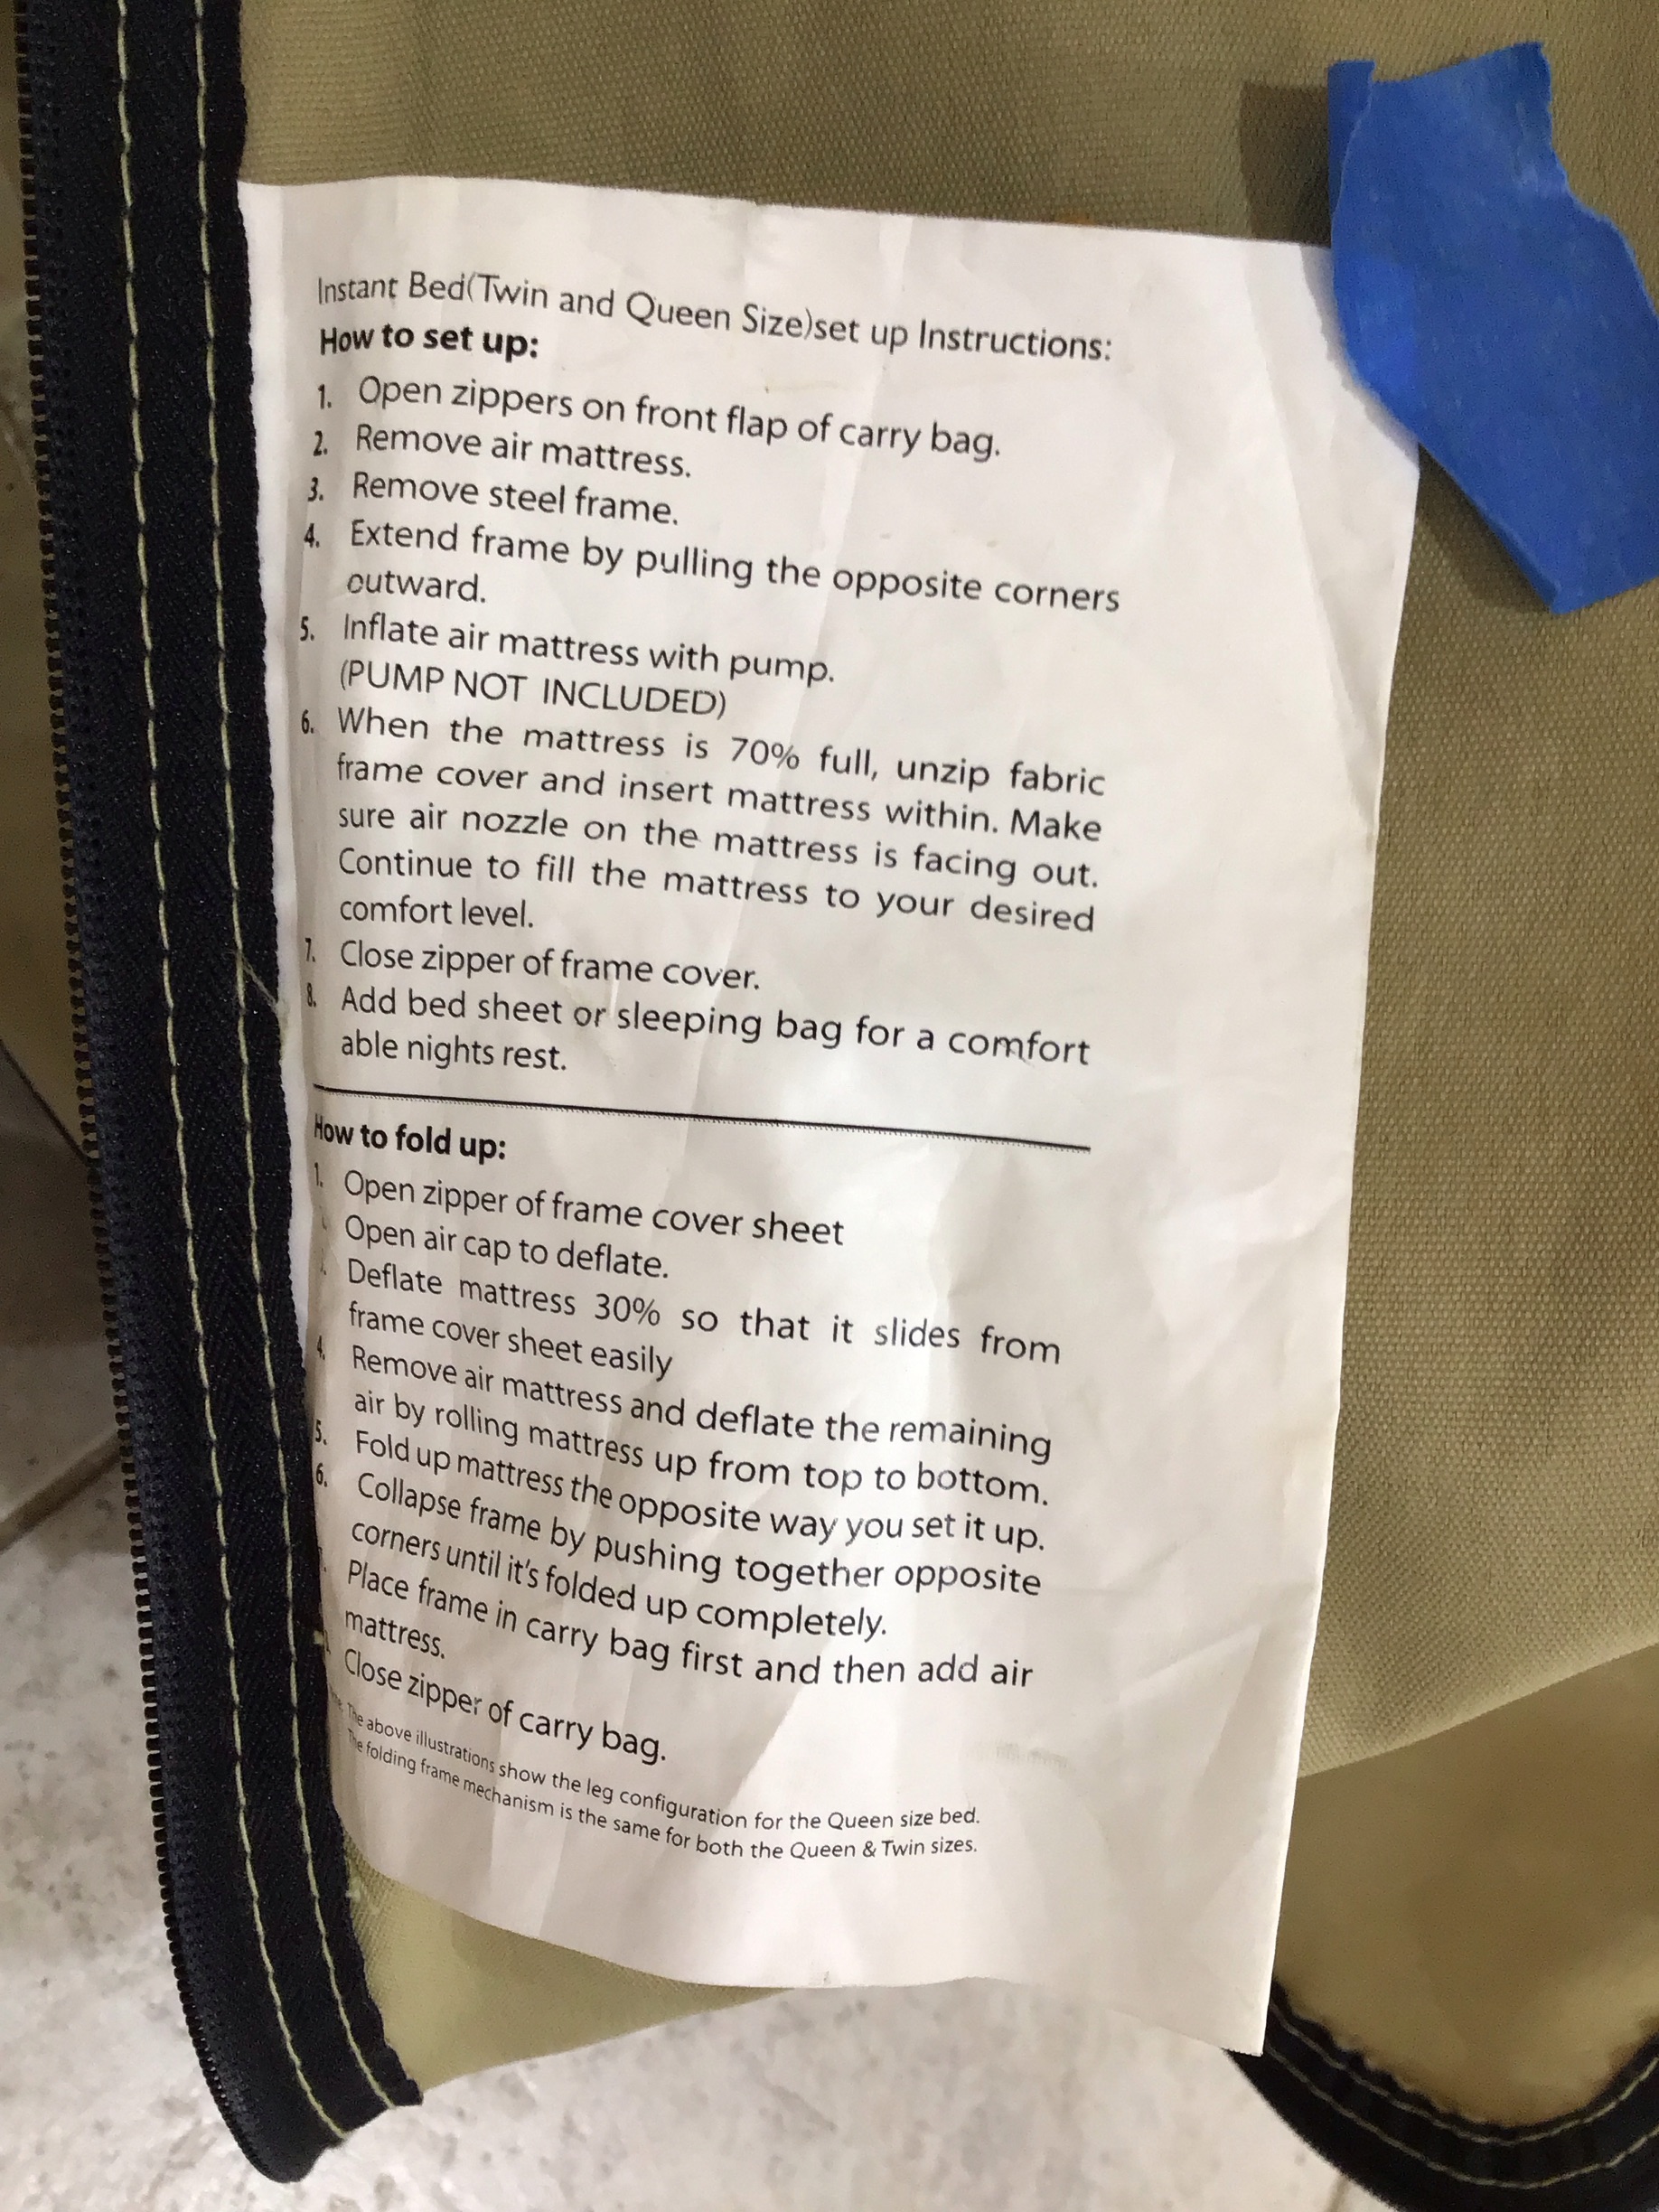 Instant Bed(Twin and Queen Size)set up Instructions:
How to set up:
1. Open zippers on front flap of carry bag.
2. Remove air mattress.
3. Remove steel frame.
4. Extend frame by pulling the opposite corners
outward.
5. Inflate air mattress with pump.
(PUMP NOT INCLUDED)
6. When the mattress is 70% full, unzip fabric
frame cover and insert mattress within. Make
sure air nozzle on the mattress is facing out.
Continue to fill the mattress to your desired
comfort level.
7. Close zipper of frame cover.
8. Add bed sheet or sleeping bag for a comfort
able nights rest.
How to fold up:
1. Open zipper of frame cover sheet
Open air cap to deflate.
Deflate mattress 30% so that it slides from
frame cover sheet easily
4. Remove air mattress and deflate the remaining
air by rolling mattress up from top to bottom.
5. Fold up mattress the opposite way you set it up.
6. Collapse frame by pushing together opposite
corners until it's folded up completely.
Place frame in carry bag first and then add air
mattress.
Close zipper of carry bag.
The above illustrations show the leg configuration for the Queen size bed.
The folding frame mechanism is the same for both the Queen & Twin sizes.